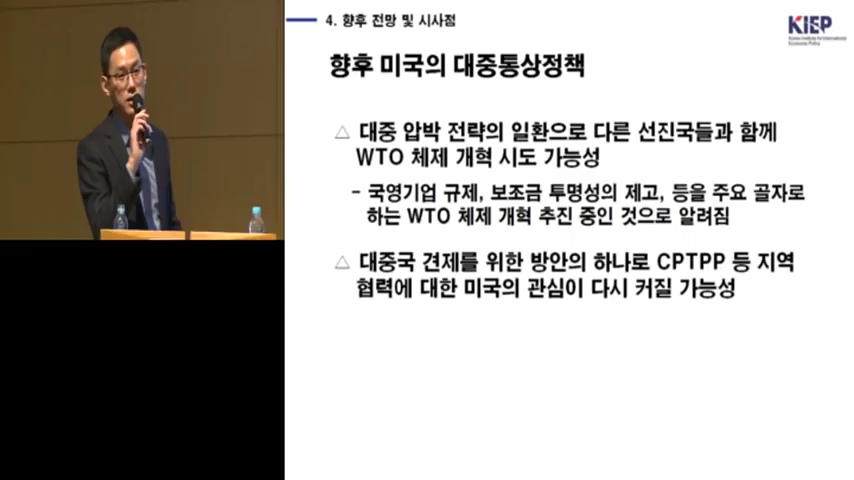 4. 향후 전망 및 시사점
KIEP
Korea Institute for International
Economic Policy
향후 미국의 대중통상정책
△ 대중 압박 전략의 일환으로 다른 선진국들과 함께
WTO 체제 개혁 시도 가능성
- 국영기업 규제, 보조금 투명성의 제고, 등을 주요 골자로
하는 WTO 체제 개혁 추진 중인 것으로 알려짐
△ 대중국 견제를 위한 방안의 하나로 CPTPP 등 지역
협력에 대한 미국의 관심이 다시 커질 가능성